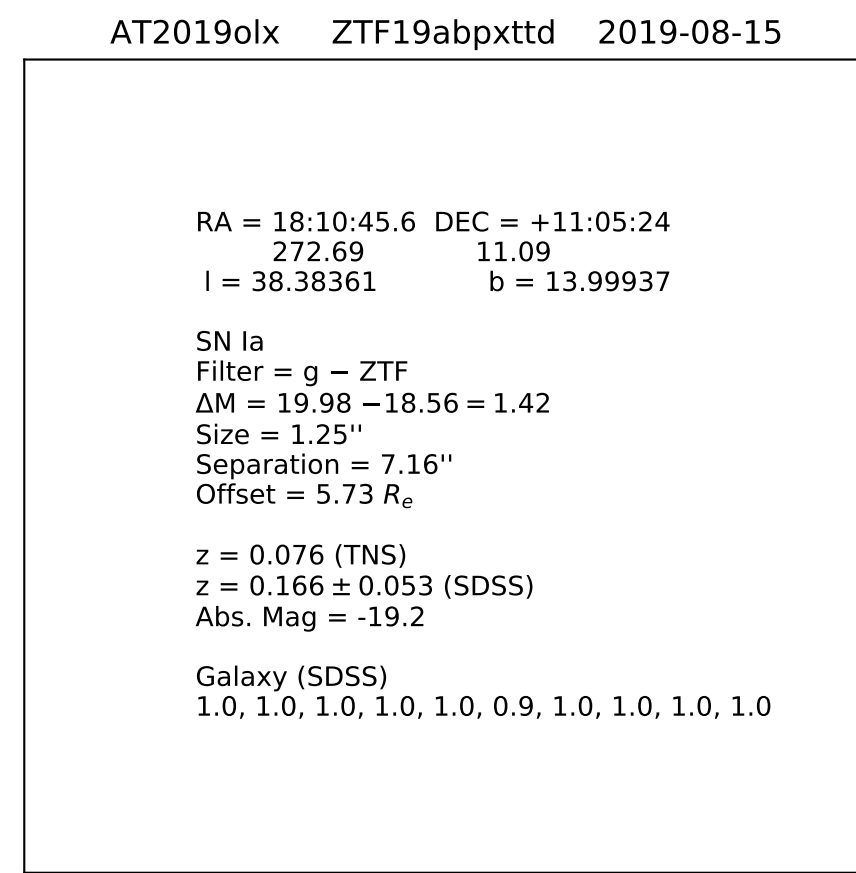 AT2019olx ZTF19abpxttd 2019-08-15
RA = 18:10:45.6 DEC = +11:05:24
272.69 11.09
l = 38.38361 b = 13.99937
SN Ia
Filter = g − ZTF
ΔM = 19.98 −18.56 = 1.42
Size = 1.25''
Separation = 7.16''
Offset = 5.73 Rₑ
z = 0.076 (TNS)
z = 0.166 ± 0.053 (SDSS)
Abs. Mag = -19.2
Galaxy (SDSS)
1.0, 1.0, 1.0, 1.0, 1.0, 0.9, 1.0, 1.0, 1.0, 1.0